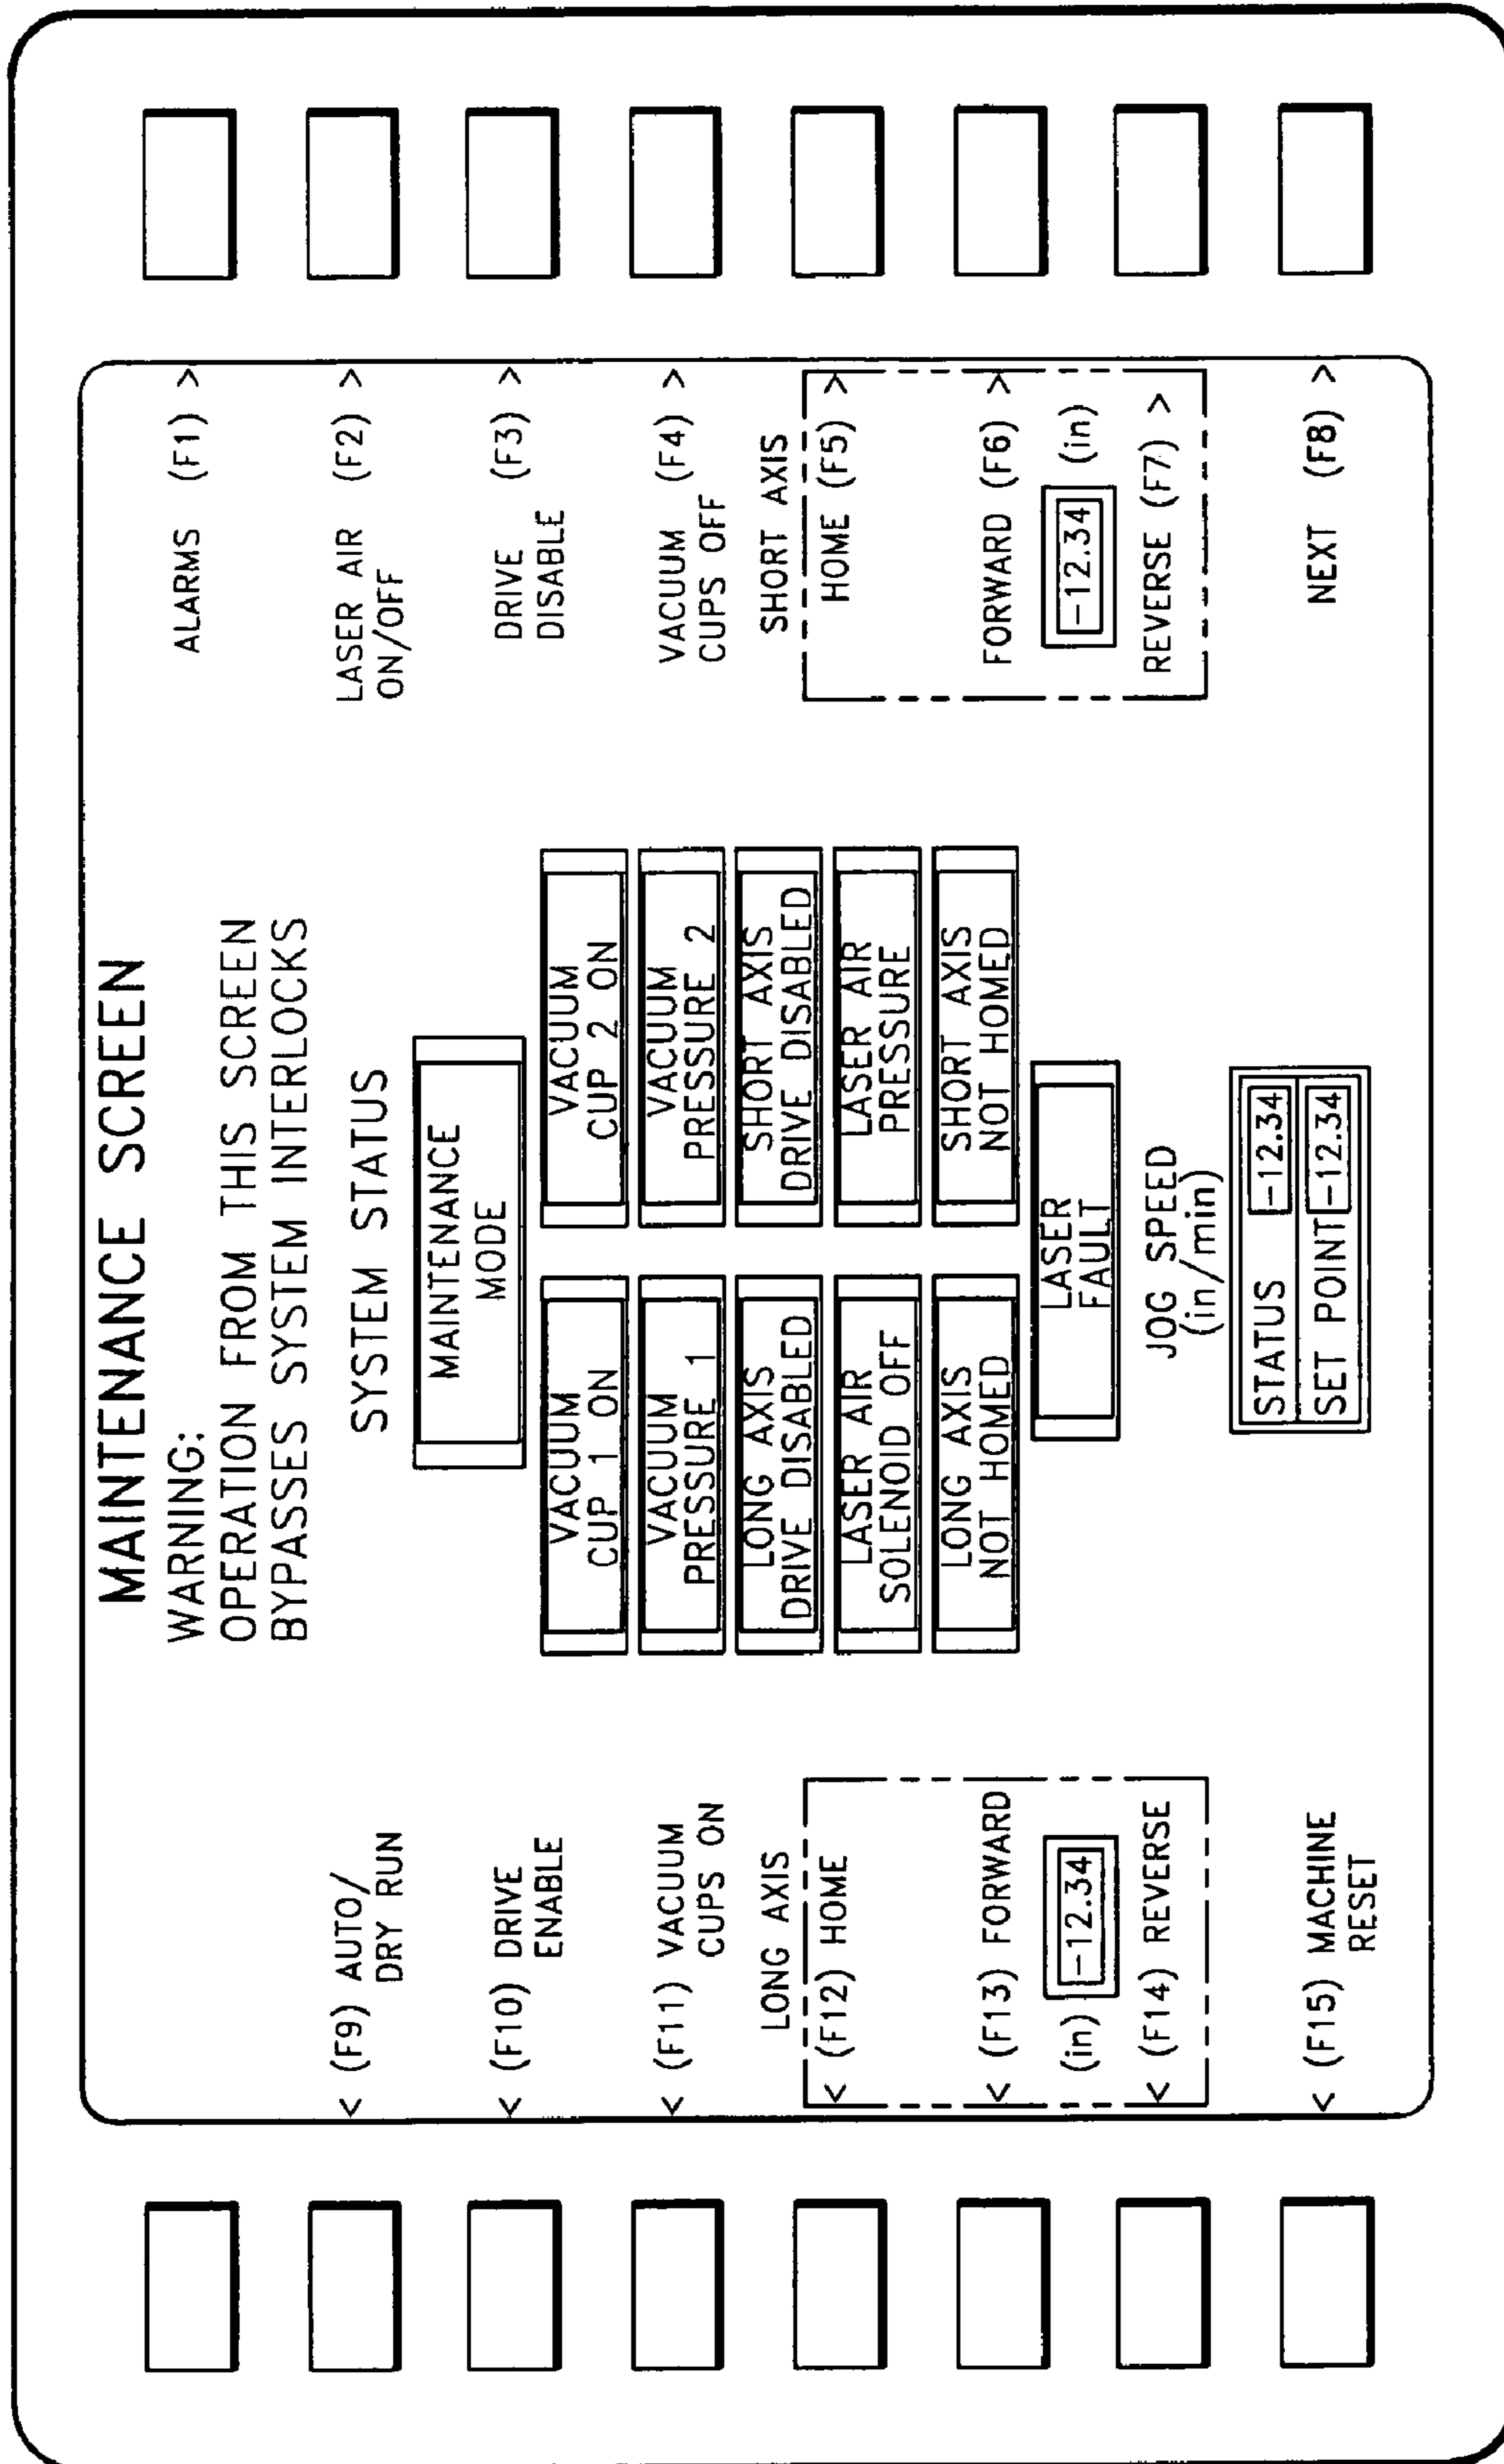 MAINTENANCE SCREEN
WARNING:
OPERATION FROM THIS SCREEN
BYPASSES SYSTEM INTERLOCKS
SYSTEM STATUS
MAINTENANCE
MODE
VACUUM
CUP 1 ON
VACUUM
CUP 2 ON
VACUUM
PRESSURE 1
VACUUM
PRESSURE 2
LONG AXIS
DRIVE DISABLED
SHORT AXIS
DRIVE DISABLED
LASER AIR
SOLENOID OFF
LASER AIR
PRESSURE
LONG AXIS
NOT HOMED
SHORT AXIS
NOT HOMED
LASER
FAULT
JOG SPEED
(in/min)
STATUS -12.34
SET POINT -12.34
< (F9) AUTO/
DRY RUN
< (F10) DRIVE
ENABLE
< (F11) VACUUM
CUPS ON
LONG AXIS
< (F12) HOME
< (F13) FORWARD
(in) -12.34
< (F14) REVERSE
< (F15) MACHINE
RESET
ALARMS (F1) >
LASER AIR (F2) >
ON/OFF
DRIVE (F3) >
DISABLE
VACUUM (F4) >
CUPS OFF
SHORT AXIS
HOME (F5) >
FORWARD (F6) >
-12.34 (in)
REVERSE (F7) >
NEXT (F8) >